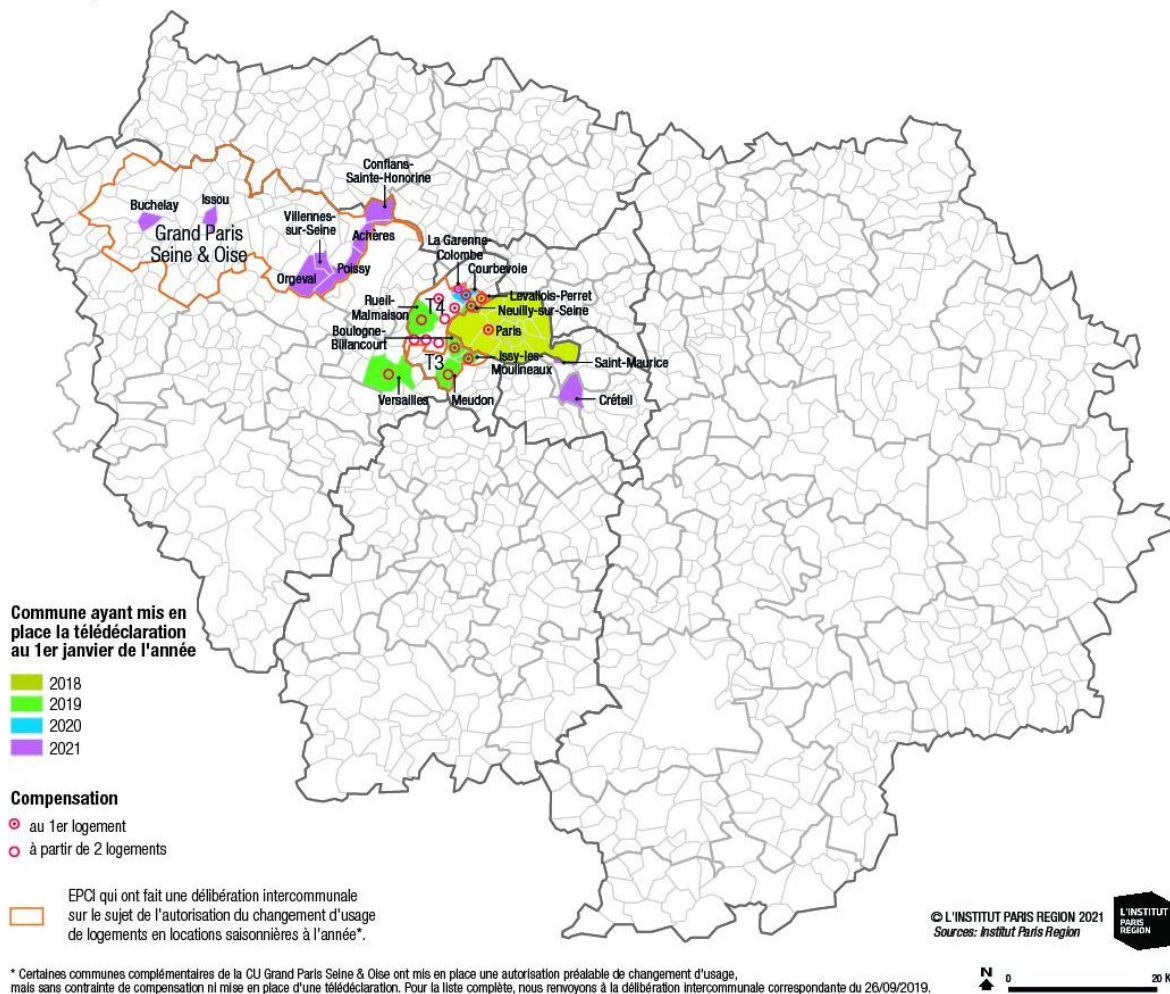 Conflans-
Sainte-Honorine
Buchelay
Issou
Villennes-
sur-Seine
Grand Paris
Seine & Oise
Achères
La Garenne-
Colombe
Courbevoie
Orgeval
Poissy
Levallois-Perret
Neuilly-sur-Seine
Rueil-
Malmaison
T4
Paris
Boulogne-
Billancourt
Issy-les-
Moulineaux
T3
Saint-Maurice
Versailles
Meudon
Créteil
Commune ayant mis en
place la télédéclaration
au 1er janvier de l'année
2018
2019
2020
2021
Compensation
au 1er logement
à partir de 2 logements
EPCI qui ont fait une délibération intercommunale
sur le sujet de l'autorisation du changement d'usage
de logements en locations saisonnières à l'année*.
© L'INSTITUT PARIS REGION 2021
Sources: Institut Paris Region
L'INSTITUT
PARIS
REGION
* Certaines communes complémentaires de la CU Grand Paris Seine & Oise ont mis en place une autorisation préalable de changement d'usage,
mais sans contrainte de compensation ni mise en place d'une télédéclaration. Pour la liste complète, nous renvoyons à la délibération intercommunale correspondante du 26/09/2019.
N
0
20 K